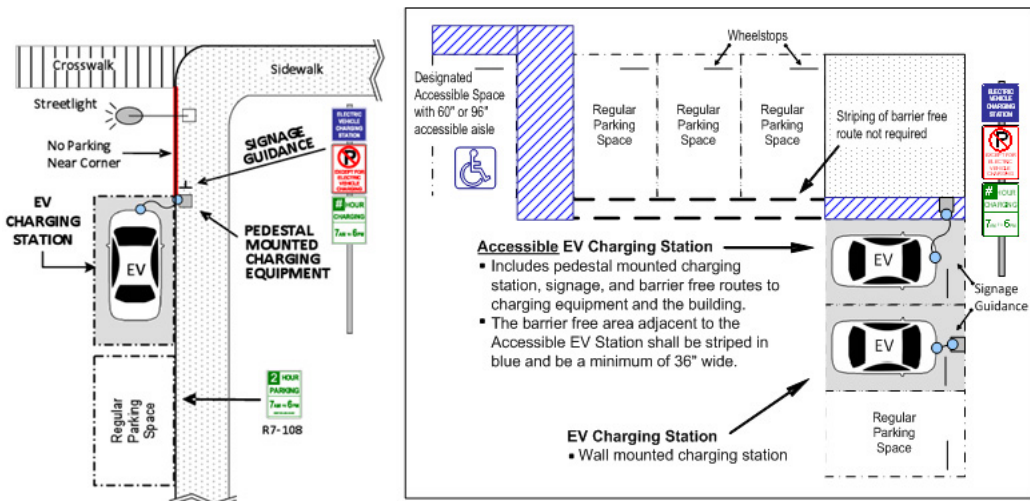 Crosswalk
Sidewalk
Streetlight
No Parking
Near Corner
SIGNAGE
GUIDANCE
ELECTRIC
VEHICLE
CHARGING
STATION
P
EXCEPT FOR
ELECTRIC
VEHICLE
CHARGING
# HOUR
CHARGING
7AM TO 6PM
EV
CHARGING
STATION
EV
PEDESTAL
MOUNTED
CHARGING
EQUIPMENT
Regular
Parking
Space
2 HOUR
PARKING
7AM TO 6PM
R7-108
Wheelstops
Designated
Accessible Space
with 60" or 96"
accessible aisle
Regular
Parking
Space
Regular
Parking
Space
Regular
Parking
Space
Striping of barrier free
route not required
ELECTRIC
VEHICLE
CHARGING
STATION
P
EXCEPT FOR
ELECTRIC
VEHICLE
CHARGING
# HOUR
CHARGING
7AM TO 6PM
Accessible EV Charging Station
▪ Includes pedestal mounted charging
station, signage, and barrier free routes to
charging equipment and the building.
▪ The barrier free area adjacent to the
Accessible EV Station shall be striped in
blue and be a minimum of 36" wide.
EV
Signage
Guidance
EV
EV Charging Station
▪ Wall mounted charging station
Regular
Parking
Space